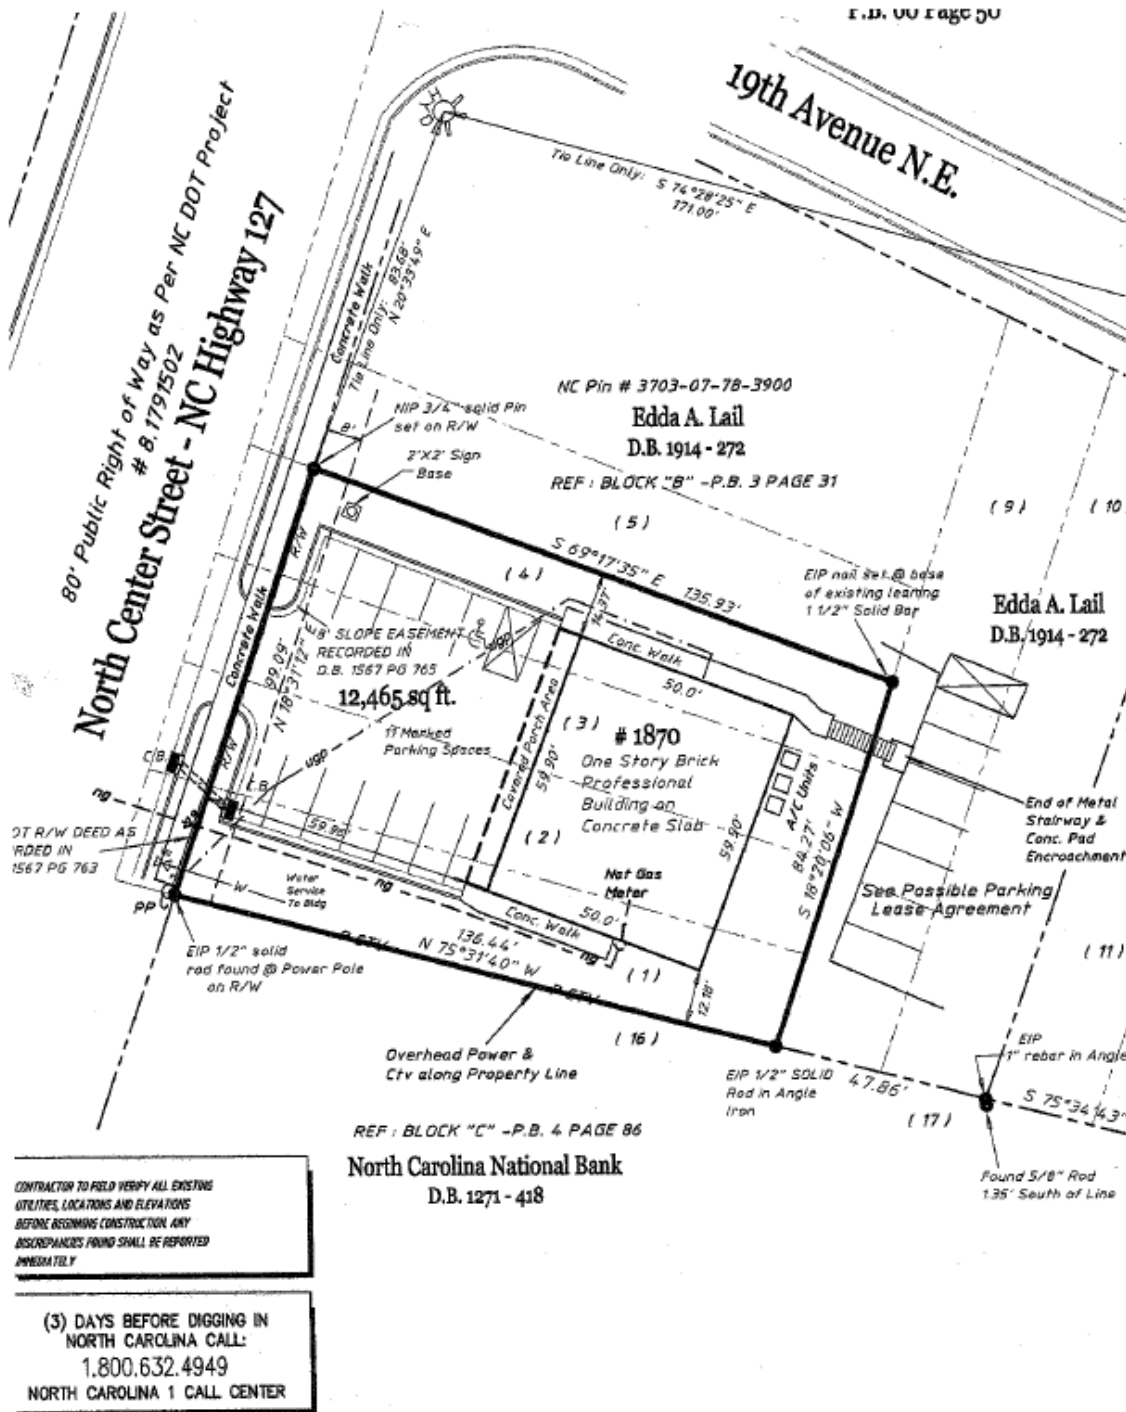 P.B. 00 Page 50
19th Avenue N.E.
80' Public Right of Way as Per NC DOT Project
# 8.1791502
North Center Street - NC Highway 127
Tie Line Only: S 74°28'25" E
171.00'
Concrete Walk
Tie Line Only: 83.68'
N 20°39'49" E
NC Pin # 3703-07-78-3900
Edda A. Lail
D.B. 1914 - 272
REF : BLOCK "B" -P.B. 3 PAGE 31
NIP 3/4" solid Pin
set on R/W
8'
2'X2' Sign
Base
( 5 )
( 9 )
( 10
S 69°17'35" E 135.93'
( 4 )
EIP nail set @ base
of existing leaning
1 1/2" Solid Bar
Edda A. Lail
D.B. 1914 - 272
R/W
Concrete Walk
99.09'
N 18°31'12" E
8' SLOPE EASEMENT
RECORDED IN
D.B. 1567 PG 765
12,465 sq ft.
11 Marked
Parking Spaces
ugp
ugp
14.37'
Conc. Walk
50.0'
Covered Porch Area
59.90'
( 3 )
# 1870
One Story Brick
Professional
Building on
Concrete Slab
( 2 )
59.90'
A/C Units
84.27'
S 18°20'06" W
End of Metal
Stairway &
Conc. Pad
Encroachment
See Possible Parking
Lease Agreement
C.B.
R/W
C.B.
ng
OT R/W DEED AS
RDED IN
1567 PG 763
59.90
W
Water
Service
To Bldg
ng
Nat Gas
Meter
Conc. Walk
50.0'
ng
PP
EIP 1/2" solid
rod found @ Power Pole
on R/W
136.44'
N 75°31'40" W
( 1 )
12.18'
( 11 )
( 16 )
Overhead Power &
Ctv along Property Line
EIP 1/2" SOLID
Rod in Angle
Iron
47.86'
EIP
1" rebar in Angle
S 75°34'43"
( 17 )
Found 5/8" Rod
1.35' South of Line
REF : BLOCK "C" -P.B. 4 PAGE 86
North Carolina National Bank
D.B. 1271 - 418
CONTRACTOR TO FIELD VERIFY ALL EXISTING
UTILITIES, LOCATIONS AND ELEVATIONS
BEFORE BEGINNING CONSTRUCTION. ANY
DISCREPANCIES FOUND SHALL BE REPORTED
IMMEDIATELY
(3) DAYS BEFORE DIGGING IN
NORTH CAROLINA CALL:
1.800.632.4949
NORTH CAROLINA 1 CALL CENTER